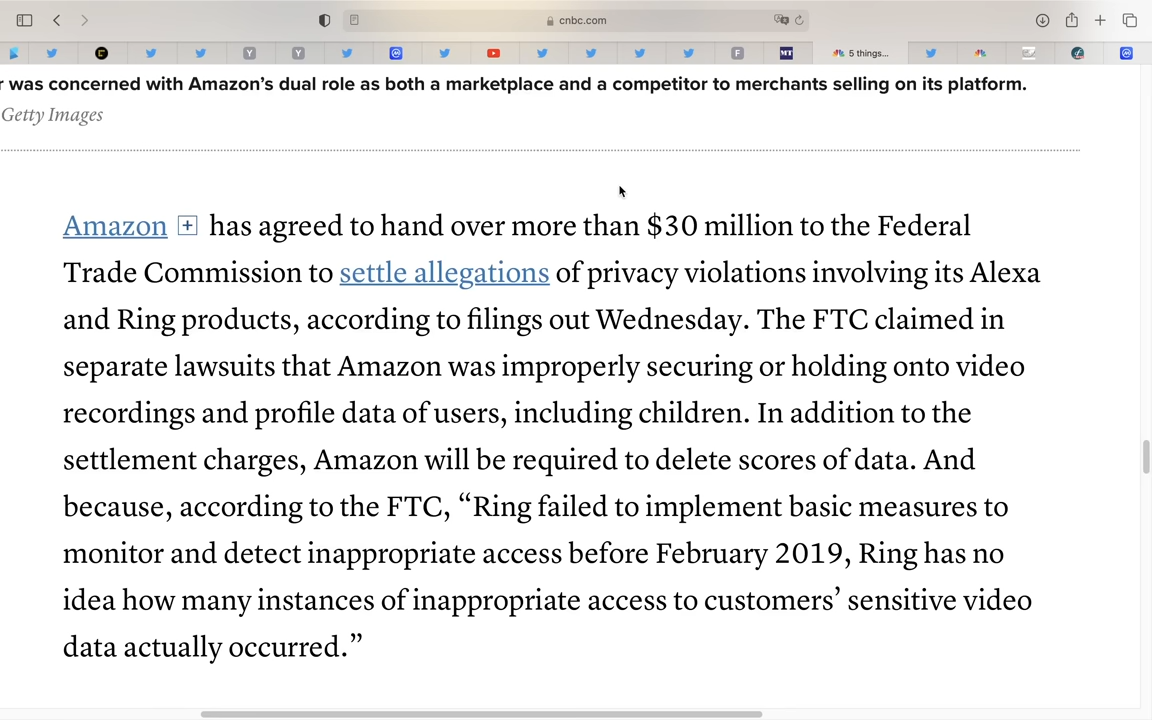 cnbc.com
5 things...
r was concerned with Amazon’s dual role as both a marketplace and a competitor to merchants selling on its platform.
Getty Images
Amazon + has agreed to hand over more than $30 million to the Federal
Trade Commission to settle allegations of privacy violations involving its Alexa
and Ring products, according to filings out Wednesday. The FTC claimed in
separate lawsuits that Amazon was improperly securing or holding onto video
recordings and profile data of users, including children. In addition to the
settlement charges, Amazon will be required to delete scores of data. And
because, according to the FTC, “Ring failed to implement basic measures to
monitor and detect inappropriate access before February 2019, Ring has no
idea how many instances of inappropriate access to customers’ sensitive video
data actually occurred.”